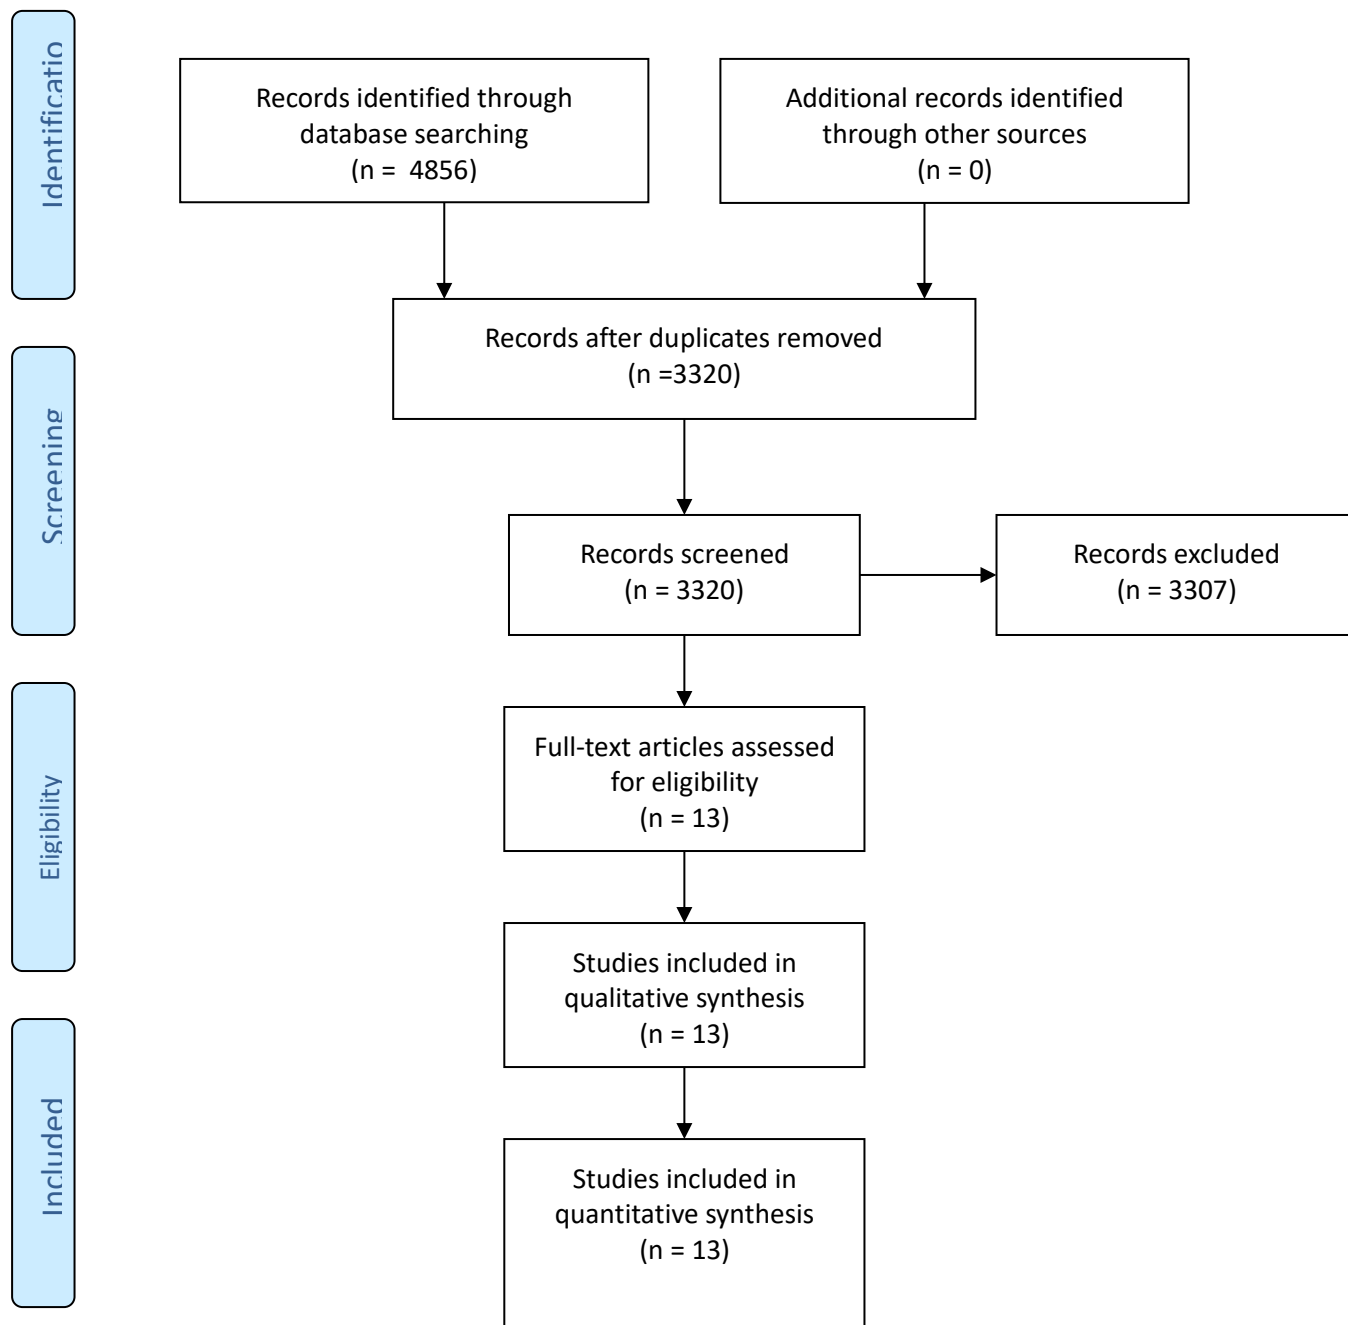 Identificatio
Records identified through
database searching
(n =  4856)
Additional records identified
through other sources
(n = 0)
Records after duplicates removed
(n =3320)
Screening
Records screened
(n = 3320)
Records excluded
(n = 3307)
Eligibility
Full-text articles assessed
for eligibility
(n = 13)
Studies included in
qualitative synthesis
(n = 13)
Included
Studies included in
quantitative synthesis
(n = 13)